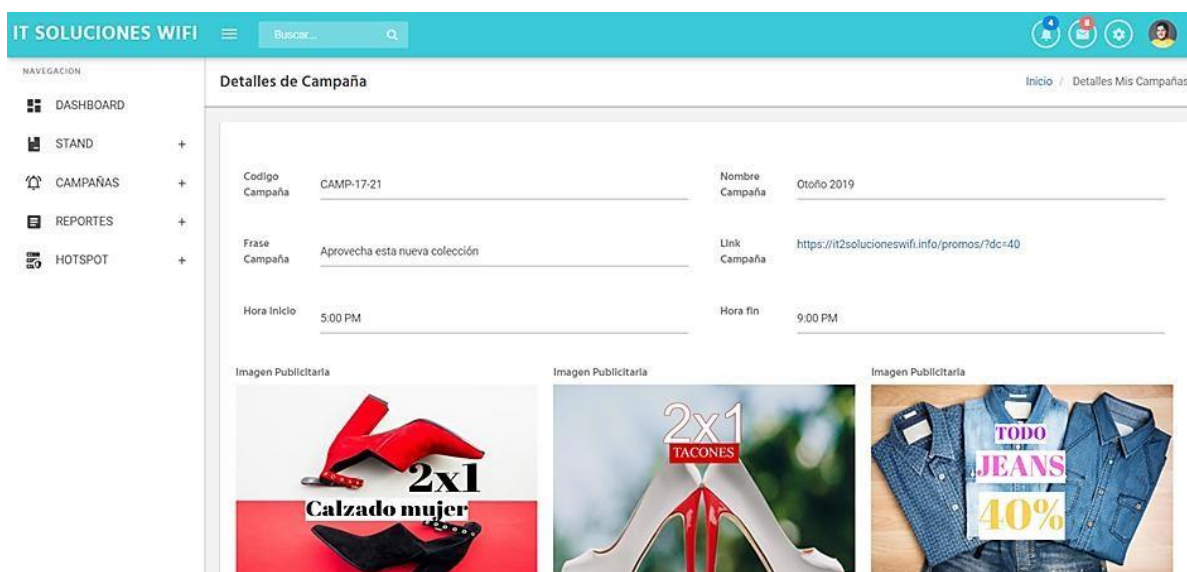 IT SOLUCIONES WIFI
Buscar...
4
8
NAVEGACION
Detalles de Campaña
Inicio / Detalles Mis Campañas
DASHBOARD
STAND +
CAMPAÑAS +
REPORTES +
HOTSPOT +
Codigo Campaña
CAMP-17-21
Nombre Campaña
Otoño 2019
Frase Campaña
Aprovecha esta nueva colección
Link Campaña
https://it2solucioneswifi.info/promos/?dc=40
Hora Inicio
5:00 PM
Hora fin
9:00 PM
Imagen Publicitaria
Imagen Publicitaria
Imagen Publicitaria
2x1
Calzado mujer
2x1
TACONES
TODO
JEANS
40%